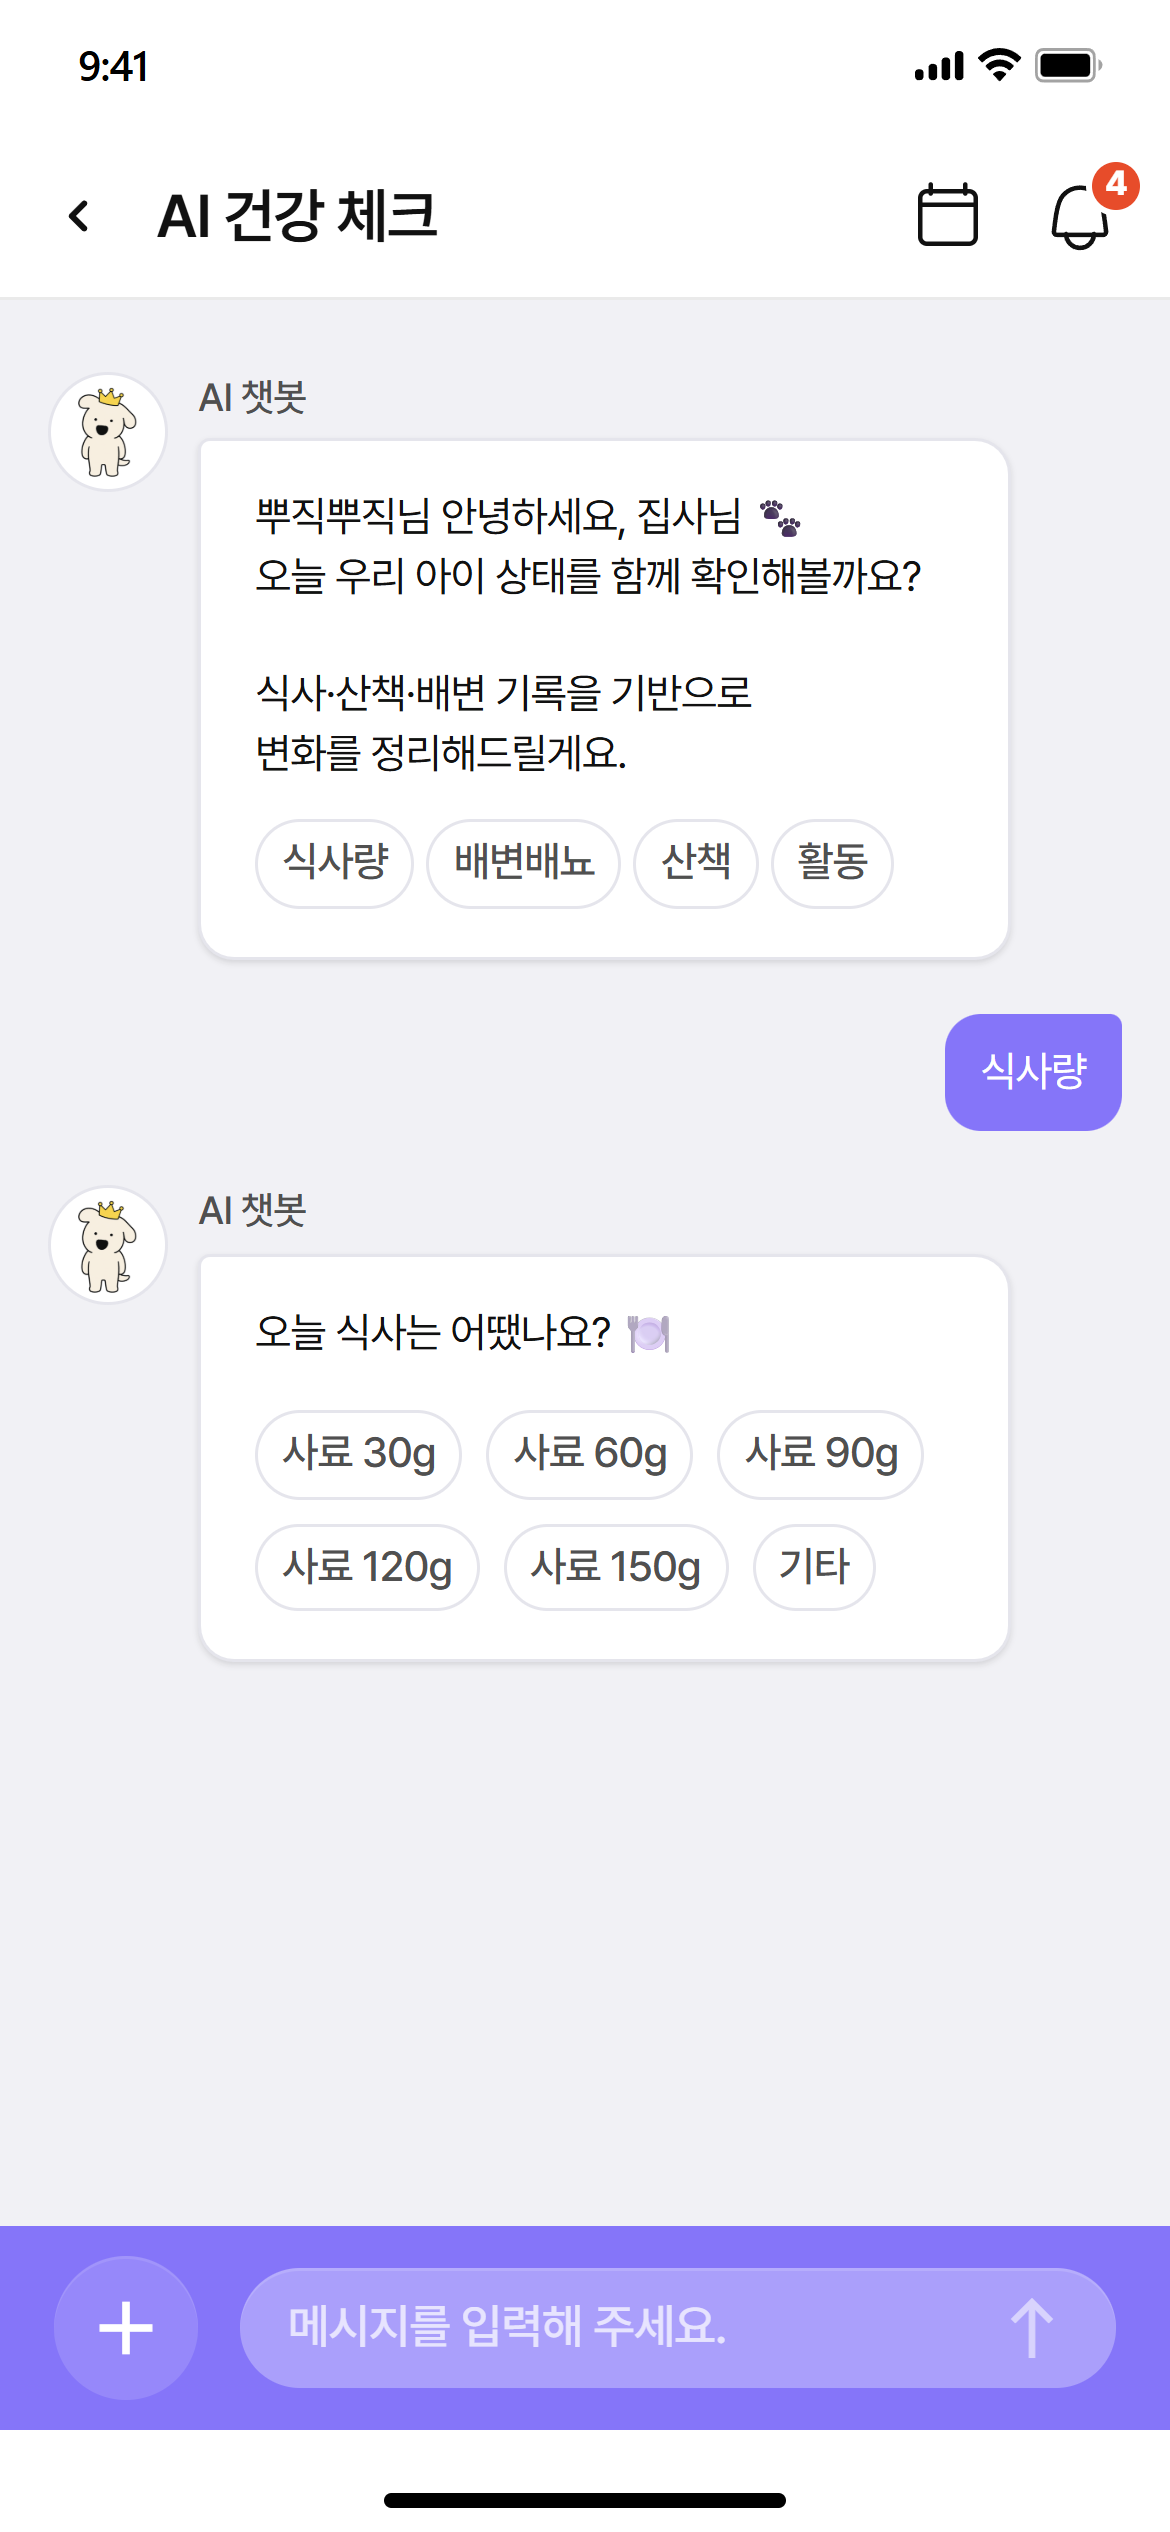 9:41
AI 건강 체크
4
AI 챗봇
뿌직뿌직님 안녕하세요, 집사님 🐾
오늘 우리 아이 상태를 함께 확인해볼까요?
식사·산책·배변 기록을 기반으로
변화를 정리해드릴게요.
식사량 배변배뇨 산책 활동
식사량
AI 챗봇
오늘 식사는 어땠나요? 🍽️
사료 30g 사료 60g 사료 90g
사료 120g 사료 150g 기타
메시지를 입력해 주세요.